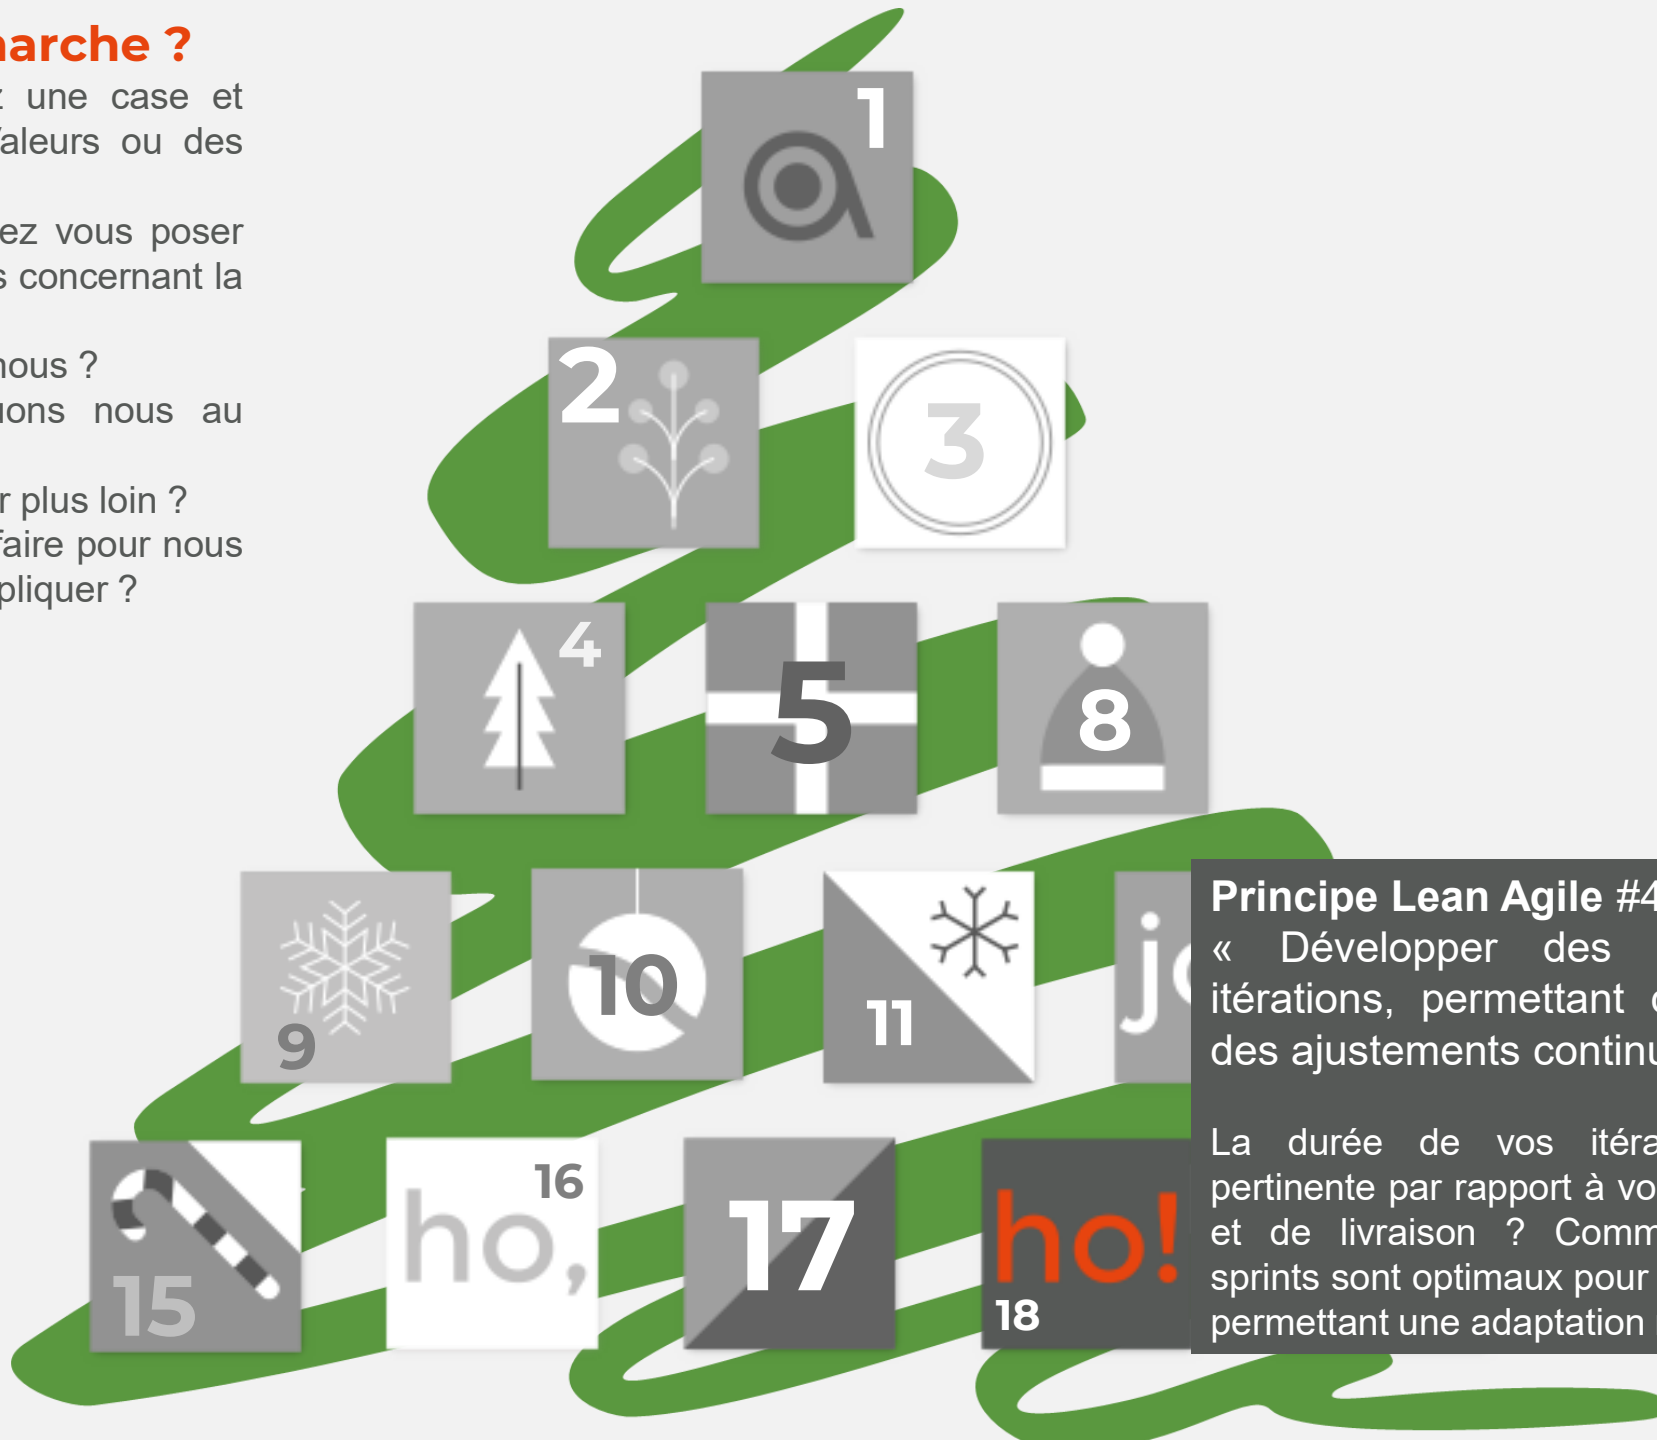 arche ?
une case et
aleurs ou des
ez vous poser
concernant la
nous ?
uons nous au
r plus loin ?
faire pour nous
pliquer ?
1
2
3
4
5
8
9
10
11
jo
Principe Lean Agile #4
« Développer des
itérations, permettant
des ajustements continu
La durée de vos itéra
pertinente par rapport à vo
et de livraison ? Comm
sprints sont optimaux pour
permettant une adaptation
15
16
ho,
17
ho!
18